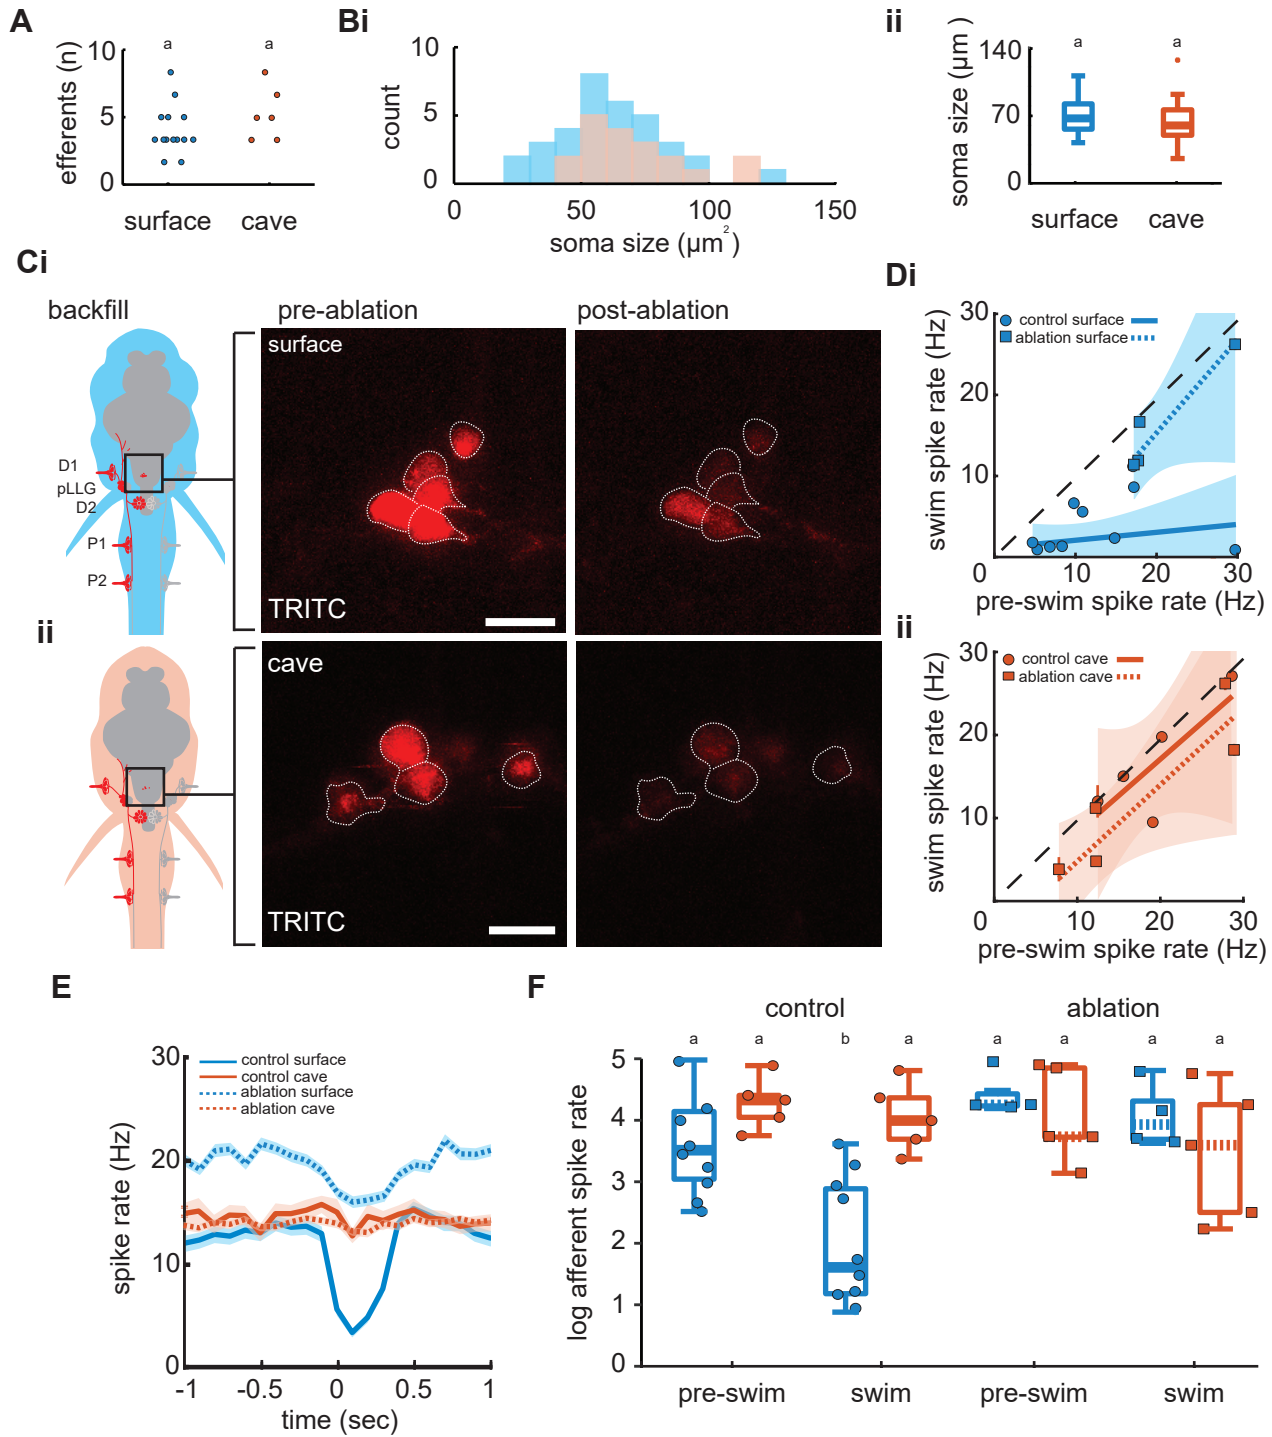 A
efferents (n)
10
5
0
a
a
surface
cave
Bi
count
10
5
0
0
50
100
150
soma size (µm²)
ii
soma size (µm)
140
70
0
a
a
surface
cave
Ci
backfill
pre-ablation
post-ablation
surface
D1
pLLG
D2
P1
P2
TRITC
ii
cave
TRITC
Di
swim spike rate (Hz)
30
20
10
control surface
ablation surface
0
10
20
30
pre-swim spike rate (Hz)
ii
swim spike rate (Hz)
30
20
10
control cave
ablation cave
0
10
20
30
pre-swim spike rate (Hz)
E
spike rate (Hz)
30
20
10
0
control surface
control cave
ablation surface
ablation cave
-1
-0.5
0
0.5
1
time (sec)
F
control
ablation
a
a
b
a
a
a
a
a
log afferent spike rate
5
4
3
2
1
0
pre-swim
swim
pre-swim
swim